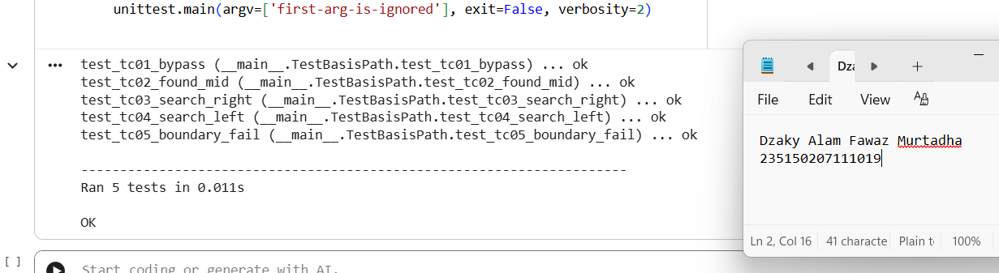 unittest.main(argv=['first-arg-is-ignored'], exit=False, verbosity=2)
test_tc01_bypass (__main__.TestBasisPath.test_tc01_bypass) ... ok
test_tc02_found_mid (__main__.TestBasisPath.test_tc02_found_mid) ... ok
test_tc03_search_right (__main__.TestBasisPath.test_tc03_search_right) ... ok
test_tc04_search_left (__main__.TestBasisPath.test_tc04_search_left) ... ok
test_tc05_boundary_fail (__main__.TestBasisPath.test_tc05_boundary_fail) ... ok
----------------------------------------------------------------------
Ran 5 tests in 0.011s
OK
[ ]
Start coding or generate with AI.
Dza
File Edit View
Dzaky Alam Fawaz Murtadha
235150207111019
Ln 2, Col 16 41 characte Plain t 100%